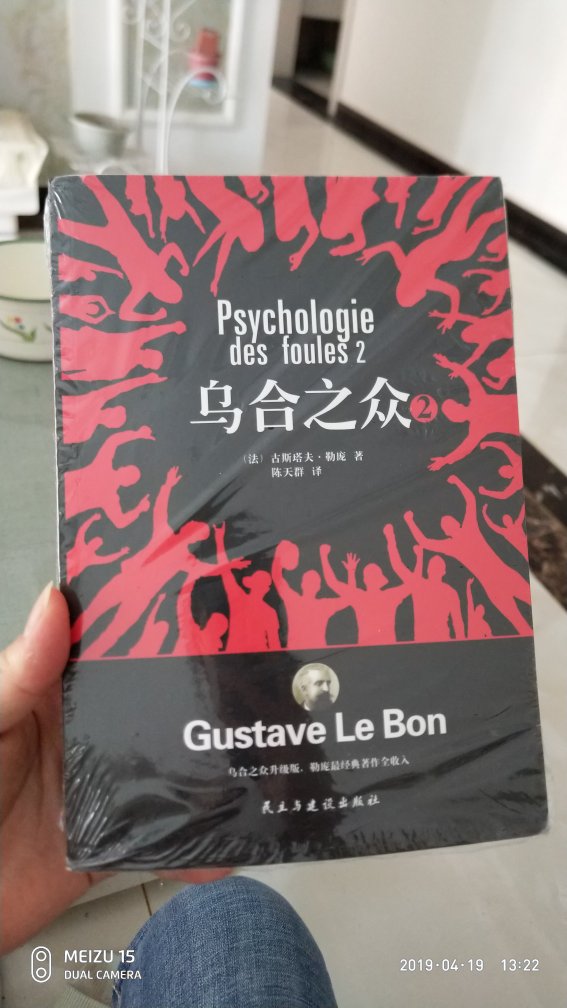 Psychologie
des foules 2
乌合之众2
（法）古斯塔夫·勒庞 著
陈天群 译
Gustave Le Bon
乌合之众升级版，勒庞最经典著作全收入
民主与建设出版社
MEIZU 15
DUAL CAMERA
2019·04·19 13:22